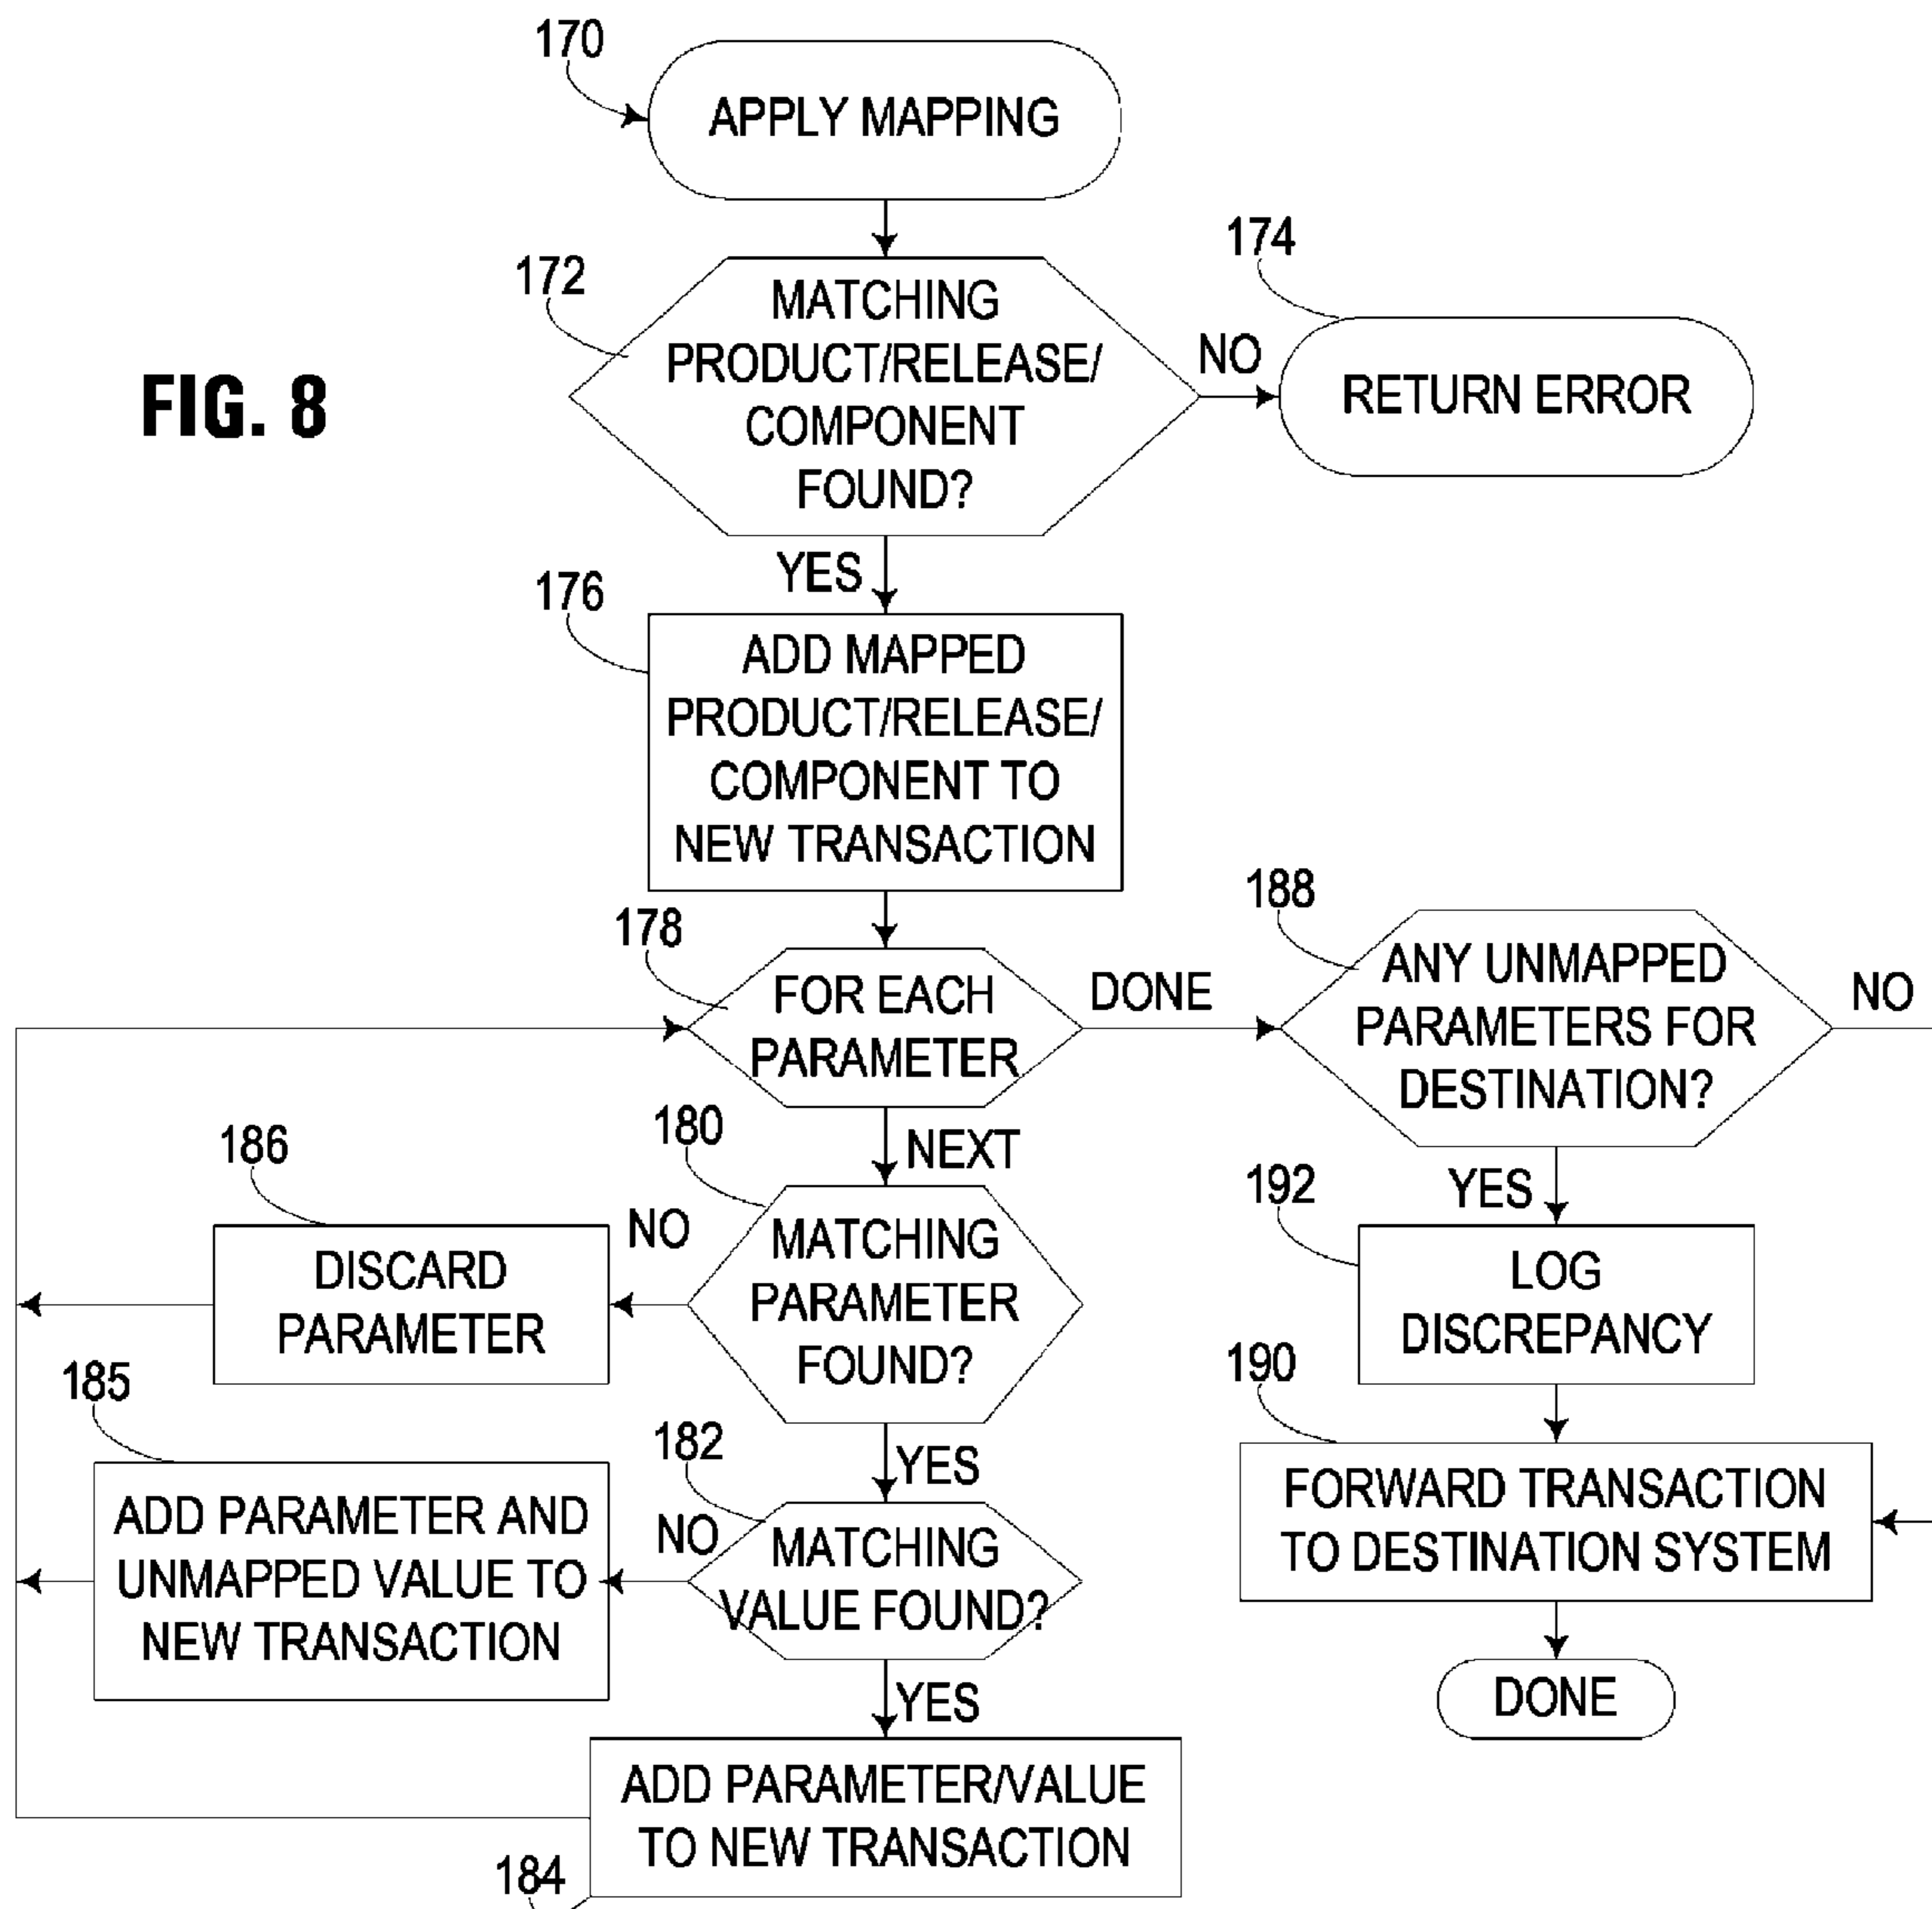 170
APPLY MAPPING
174
172
MATCHING
PRODUCT/RELEASE/
COMPONENT
FOUND?
NO
RETURN ERROR
FIG. 8
YES
176
ADD MAPPED
PRODUCT/RELEASE/
COMPONENT TO
NEW TRANSACTION
178
FOR EACH
PARAMETER
DONE
188
ANY UNMAPPED
PARAMETERS FOR
DESTINATION?
NO
NEXT
180
MATCHING
PARAMETER
FOUND?
NO
186
DISCARD
PARAMETER
YES
192
LOG
DISCREPANCY
185
ADD PARAMETER AND
UNMAPPED VALUE TO
NEW TRANSACTION
YES
182
NO
MATCHING
VALUE FOUND?
190
FORWARD TRANSACTION
TO DESTINATION SYSTEM
DONE
YES
ADD PARAMETER/VALUE
TO NEW TRANSACTION
184